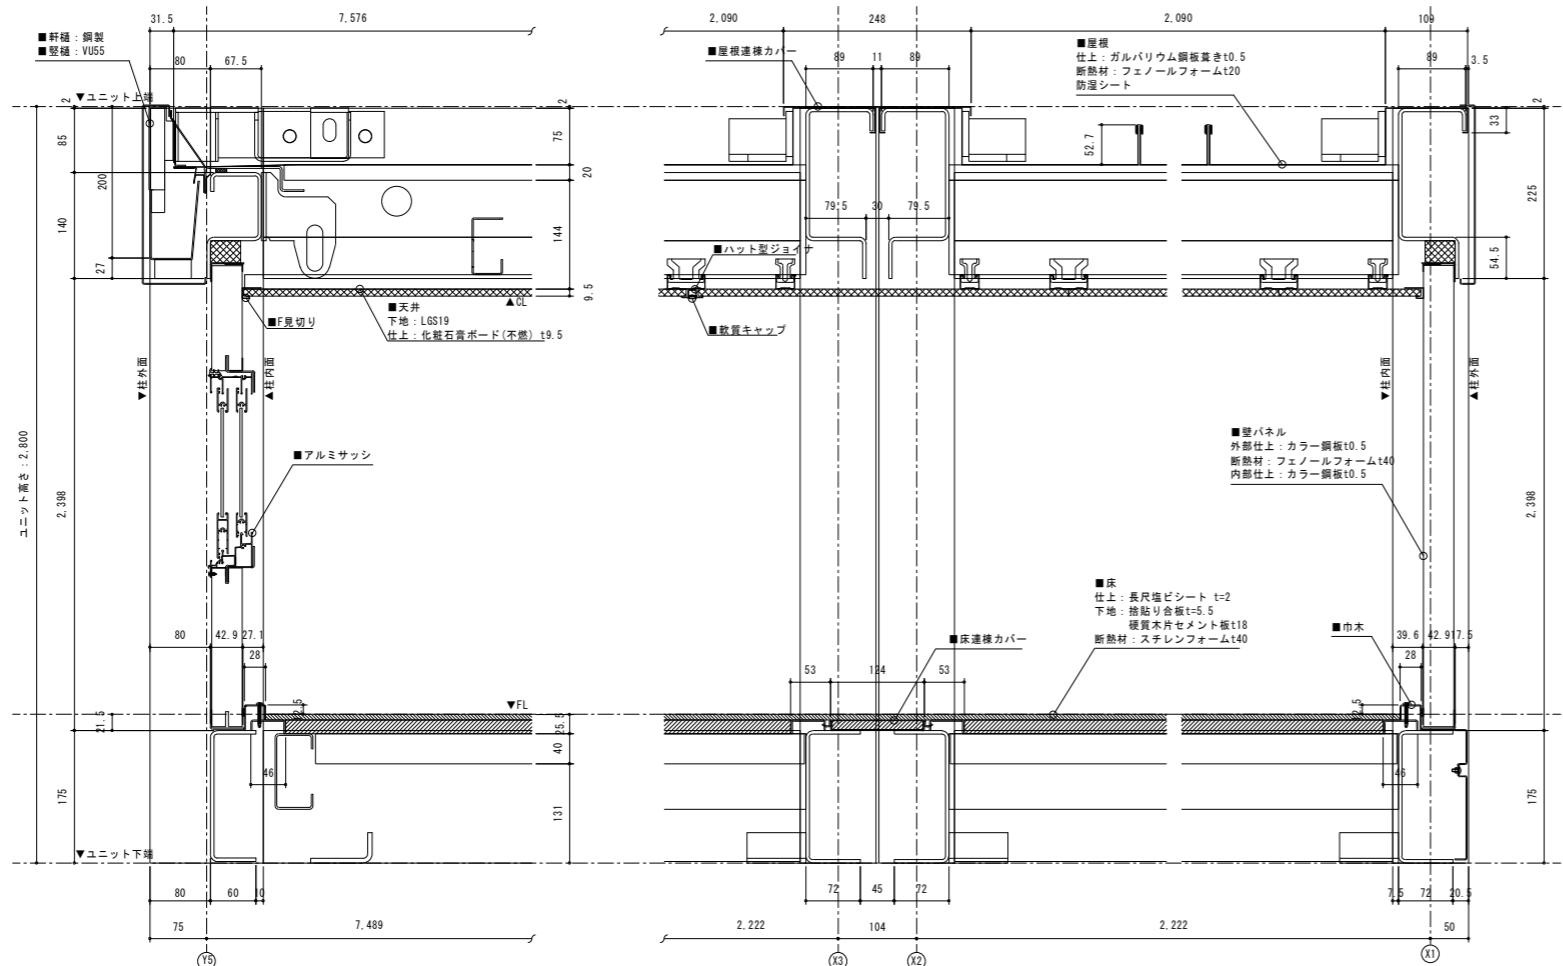 31.5
7,576
2,090
248
2,090
109
■軒樋：鋼製
■竪樋：VU55
80
67.5
■屋根連棟カバー
89
11
89
■屋根
仕上：ガルバリウム鋼板葺きt0.5
断熱材：フェノールフォームt20
防湿シート
89
3.5
▼ユニット上端
2
2
2
85
75
52.7
33
200
20
140
79.5
30
79.5
225
144
■ハット型ジョイナ
54.5
27
9.5
▲CL
■F見切り
■天井
下地：LGS19
仕上：化粧石膏ボード(不燃) t9.5
■軟質キャップ
▼柱外面
▲柱内面
▼柱内面
▲柱外面
ユニット高さ：2,800
■アルミサッシ
■壁パネル
外部仕上：カラー鋼板t0.5
断熱材：フェノールフォームt40
内部仕上：カラー鋼板t0.5
2,398
2,398
■床
仕上：長尺塩ビシート t=2
下地：捨貼り合板t=5.5
硬質木片セメント板t18
断熱材：スチレンフォームt40
80
42.9
27.1
■床連棟カバー
■巾木
39.6
42.9
17.5
28
28
53
124
53
12.5
12.5
▼FL
21.5
25.5
40
46
46
175
131
175
▼ユニット下端
80
60
10
72
45
72
7.5
72
20.5
75
7,489
2,222
104
2,222
50
Y5
X3
X2
X1